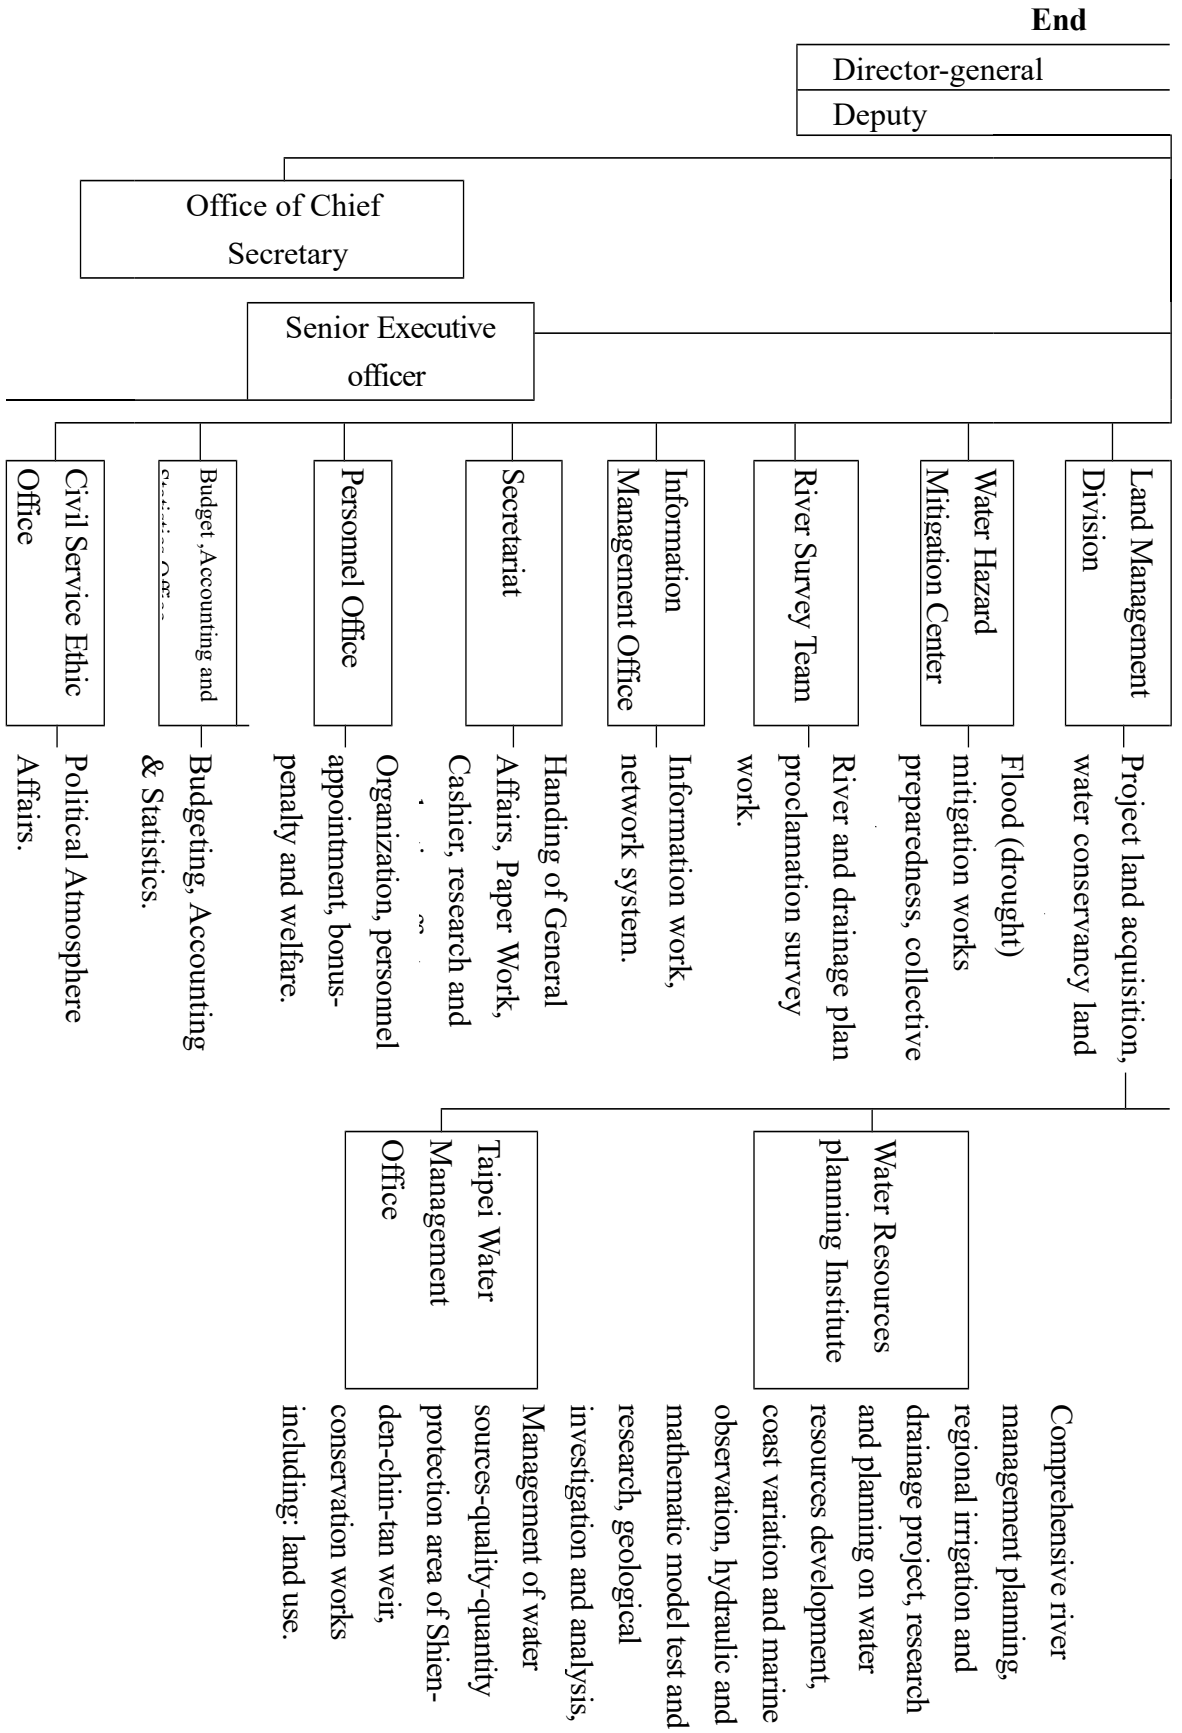 End
Director-general
Deputy
Office of Chief
Secretary
Senior Executive
officer
Land Management
Division
Water Hazard
Mitigation Center
River Survey Team
Information
Management Office
Secretariat
Personnel Office
Budget ,Accounting and
Statistics Office
Civil Service Ethic
Office
Project land acquisition,
water conservancy land
Flood (drought)
mitigation works
preparedness, collective
River and drainage plan
proclamation survey
work.
Information work,
network system.
Handing of General
Affairs, Paper Work,
Cashier, research and
Organization, personnel
appointment, bonus-
penalty and welfare.
Budgeting, Accounting
& Statistics.
Political Atmosphere
Affairs.
Water Resources
planning Institute
Taipei Water
Management
Office
Comprehensive river
management planning,
regional irrigation and
drainage project, research
and planning on water
resources development,
coast variation and marine
observation, hydraulic and
mathematic model test and
research, geological
investigation and analysis,
Management of water
sources-quality-quantity
protection area of Shien-
den-chin-tan weir,
conservation works
including: land use.